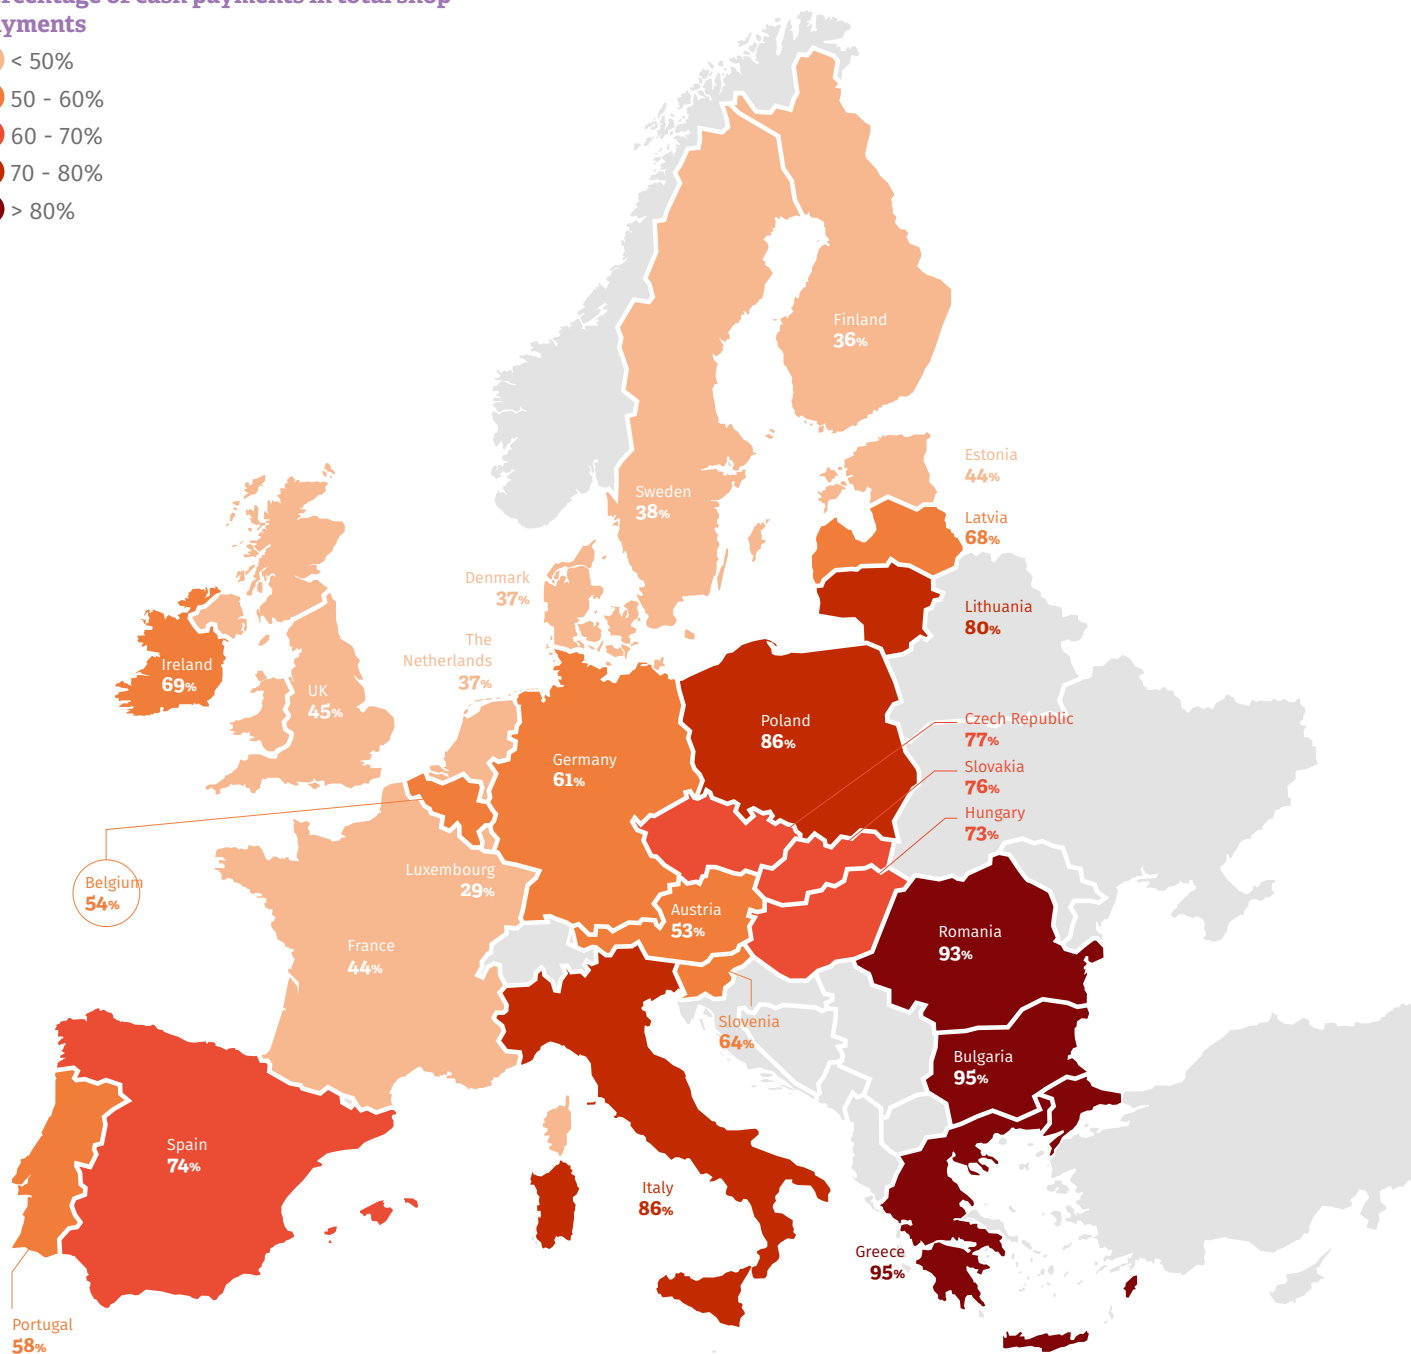 yments
< 50%
50 - 60%
60 - 70%
70 - 80%
> 80%
Finland
36%
Estonia
44%
Sweden
38%
Latvia
68%
Denmark
37%
Lithuania
80%
The
Netherlands
37%
Ireland
69%
UK
45%
Poland
86%
Czech Republic
77%
Germany
61%
Slovakia
76%
Hungary
73%
Luxembourg
29%
Belgium
54%
Austria
53%
France
44%
Romania
93%
Slovenia
64%
Bulgaria
95%
Spain
74%
Italy
86%
Greece
95%
Portugal
58%